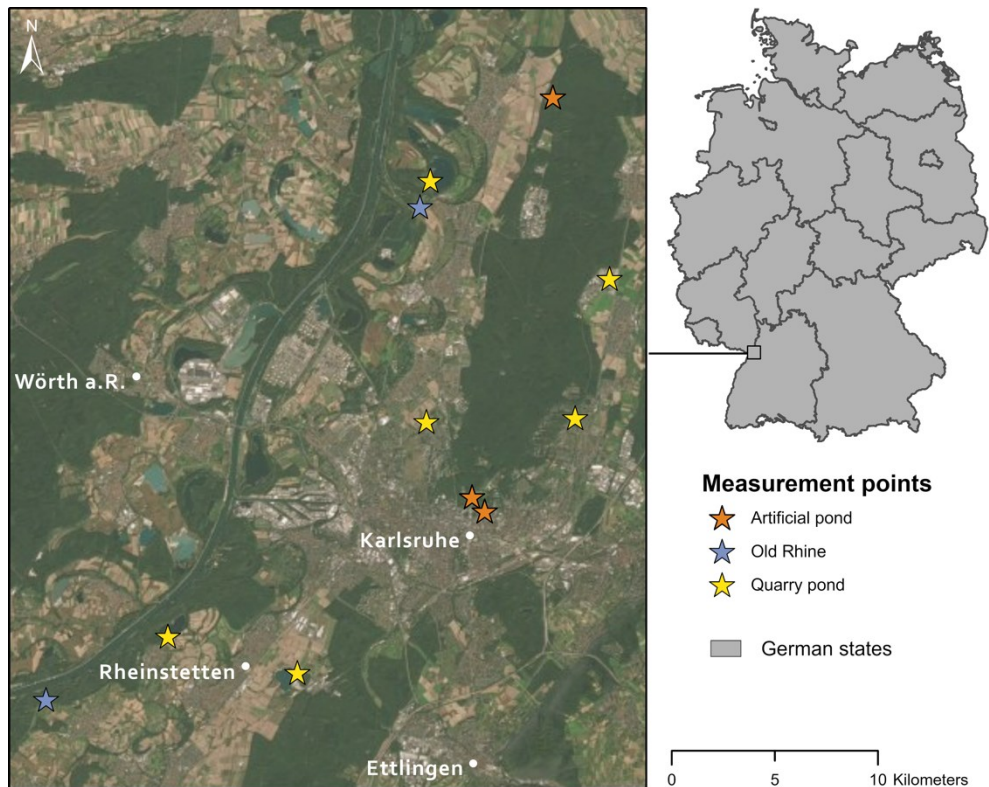 N
Wörth a.R.
Karlsruhe
Rheinstetten
Ettlingen
Measurement points
Artificial pond
Old Rhine
Quarry pond
German states
0 5 10 Kilometers